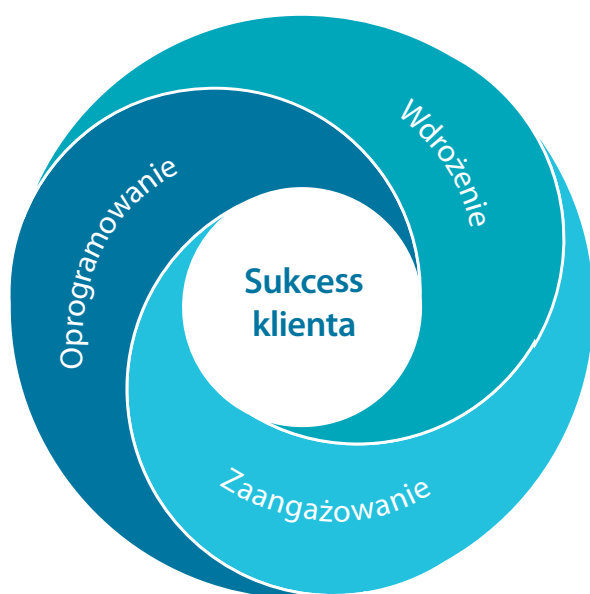 Wdrożenie
Oprogramowanie
Sukcess
klienta
Zaangażowanie